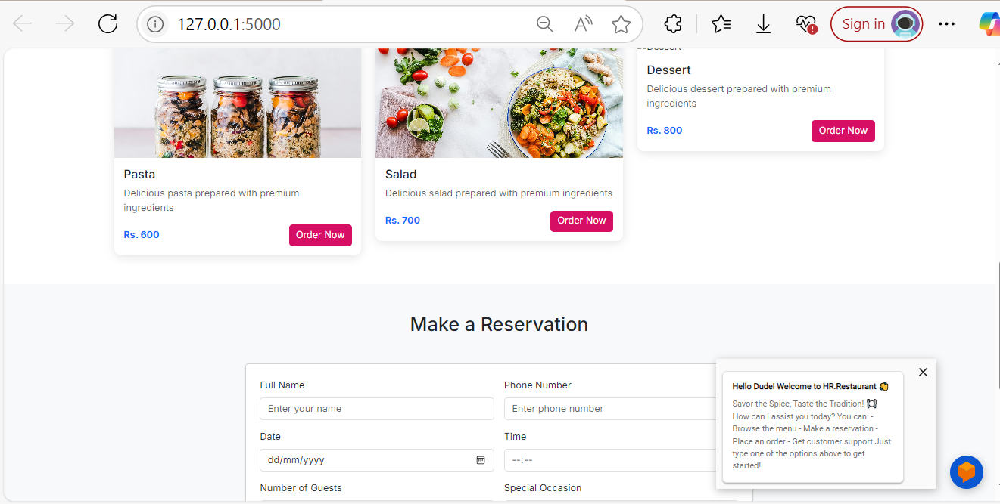 127.0.0.1:5000
Sign in
Dessert
Dessert
Delicious dessert prepared with premium
ingredients
Rs. 800
Order Now
Pasta
Delicious pasta prepared with premium
ingredients
Rs. 600
Order Now
Salad
Delicious salad prepared with premium ingredients
Rs. 700
Order Now
Make a Reservation
Full Name
Enter your name
Phone Number
Enter phone number
Date
dd/mm/yyyy
Time
--:--
Number of Guests
Special Occasion
Hello Dude! Welcome to HR.Restaurant 👏
Savor the Spice, Taste the Tradition! 🍽
How can I assist you today? You can: -
Browse the menu - Make a reservation -
Place an order - Get customer support Just
type one of the options above to get
started!